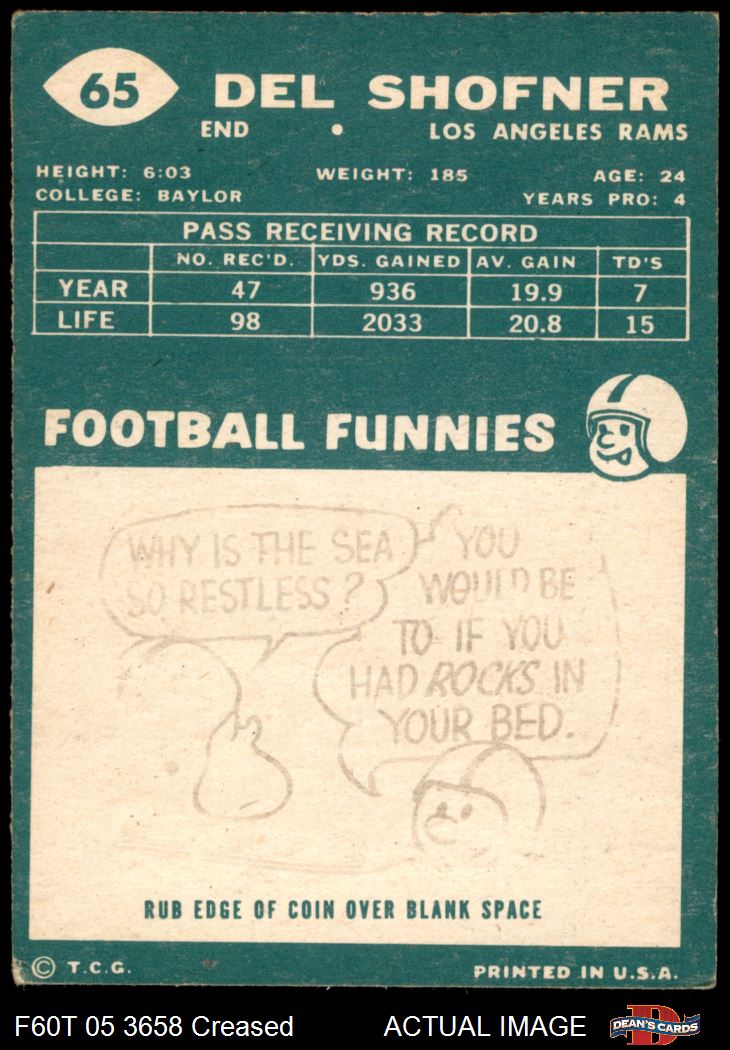 65 DEL SHOFNER
END • LOS ANGELES RAMS
HEIGHT: 6:03 WEIGHT: 185 AGE: 24
COLLEGE: BAYLOR YEARS PRO: 4
PASS RECEIVING RECORD
NO. REC'D. YDS. GAINED AV. GAIN TD'S
YEAR 47 936 19.9 7
LIFE 98 2033 20.8 15
FOOTBALL FUNNIES
WHY IS THE SEA
SO RESTLESS?
YOU
WOULD BE
TO IF YOU
HAD ROCKS IN
YOUR BED.
RUB EDGE OF COIN OVER BLANK SPACE
© T.C.G. PRINTED IN U.S.A.
F60T 05 3658 Creased ACTUAL IMAGE
D
DEAN'S CARDS